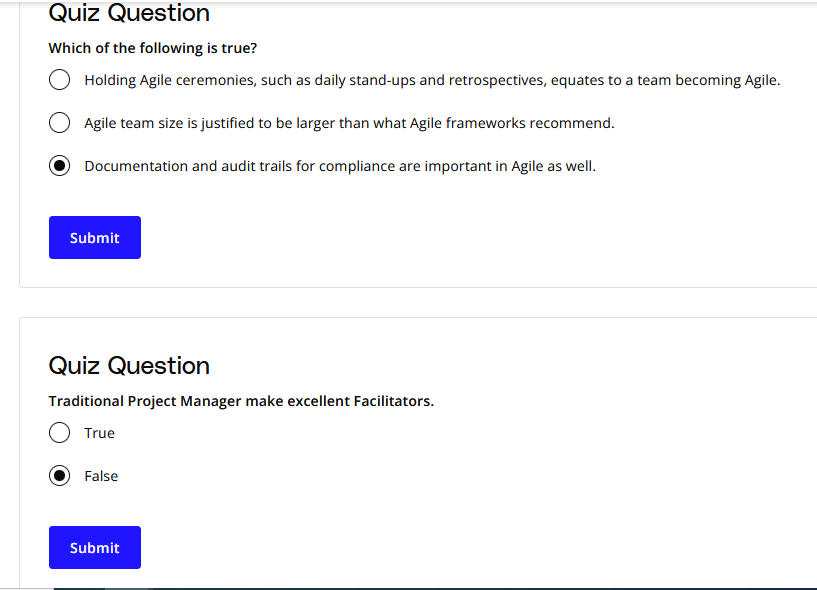 Quiz Question
Which of the following is true?
Holding Agile ceremonies, such as daily stand-ups and retrospectives, equates to a team becoming Agile.
Agile team size is justified to be larger than what Agile frameworks recommend.
Documentation and audit trails for compliance are important in Agile as well.
Submit
Quiz Question
Traditional Project Manager make excellent Facilitators.
True
False
Submit